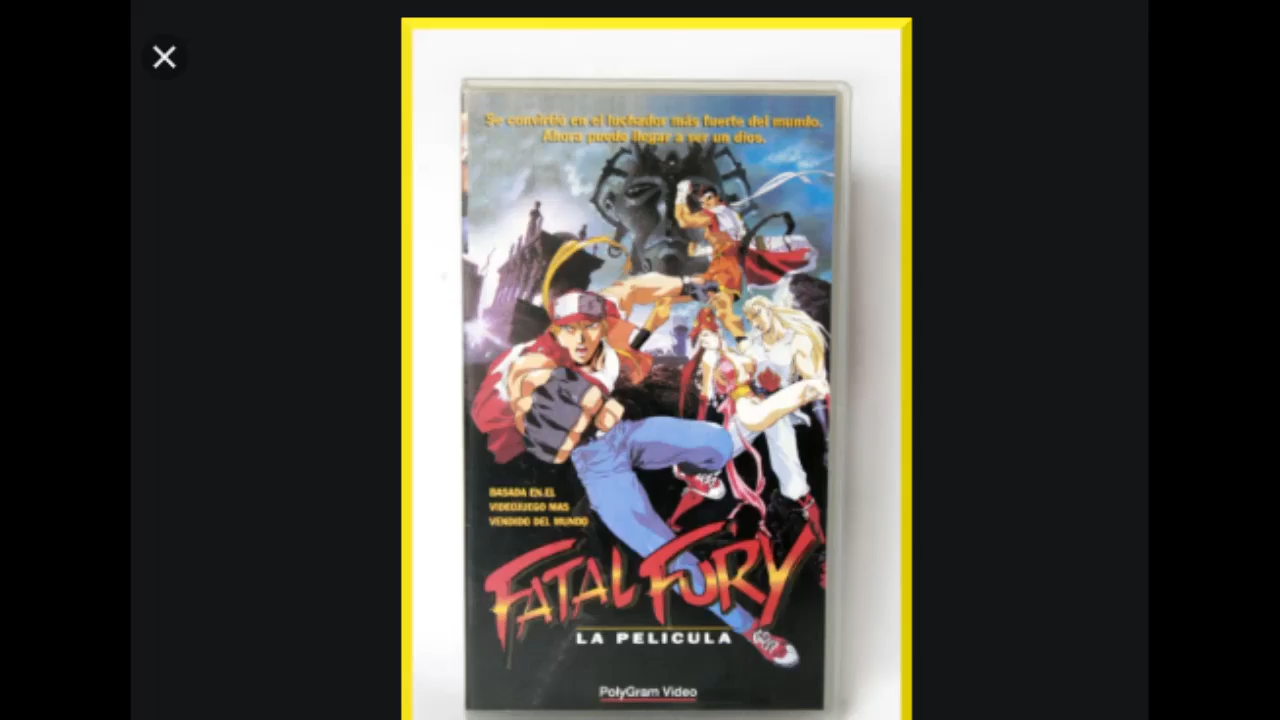 Se convirtió en el luchador más fuerte del mundo.
Ahora puede llegar a ser un dios.
BASADA EN EL
VIDEOJUEGO MAS
VENDIDO DEL MUNDO
FATAL FURY
LA PELICULA
PolyGram Video